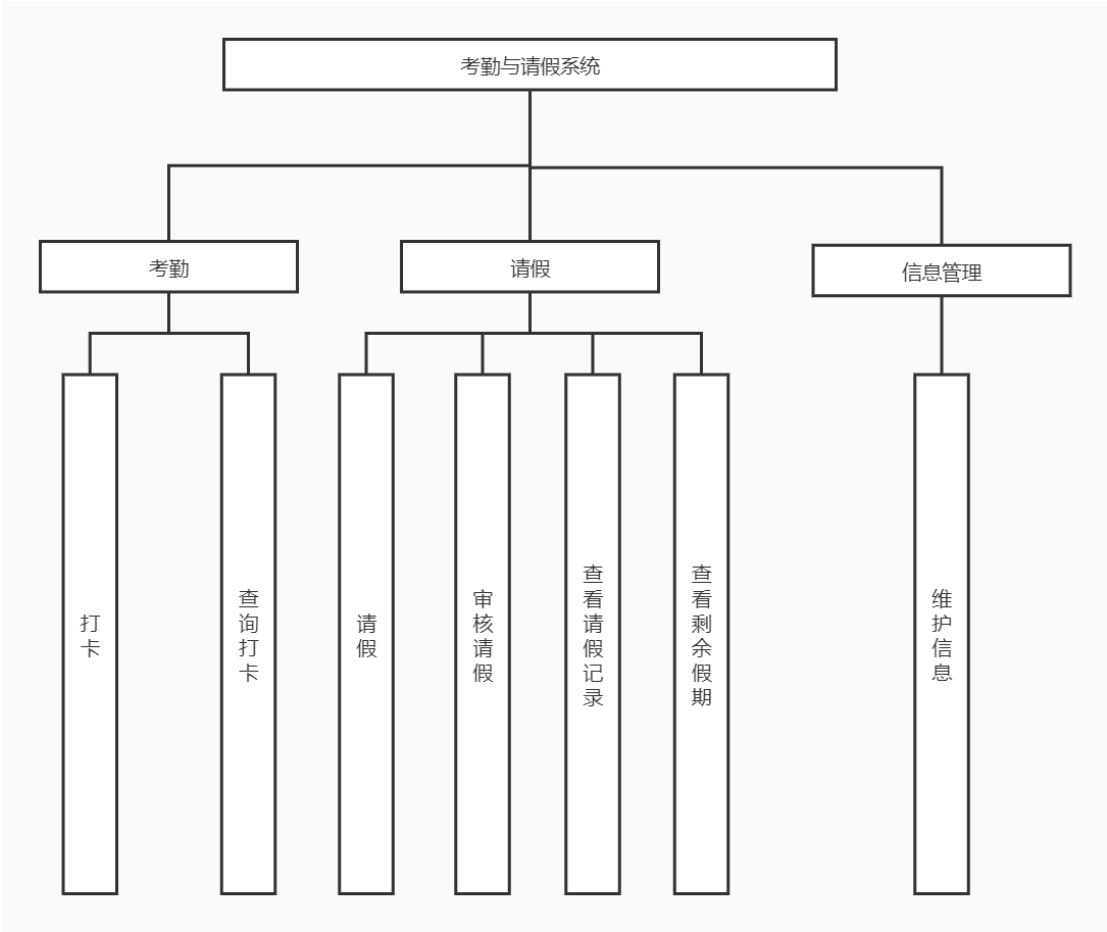 考勤与请假系统
考勤
请假
信息管理
打卡
查询打卡
请假
审核请假
查看请假记录
查看剩余假期
维护信息